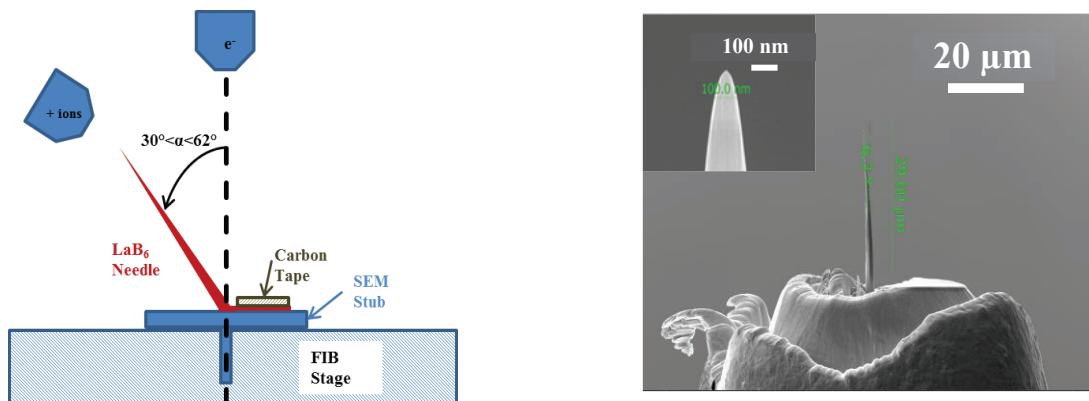 e-
+ ions
30°<α<62°
LaB6
Needle
Carbon
Tape
SEM
Stub
FIB
Stage
100 nm
100.0 nm
20 µm